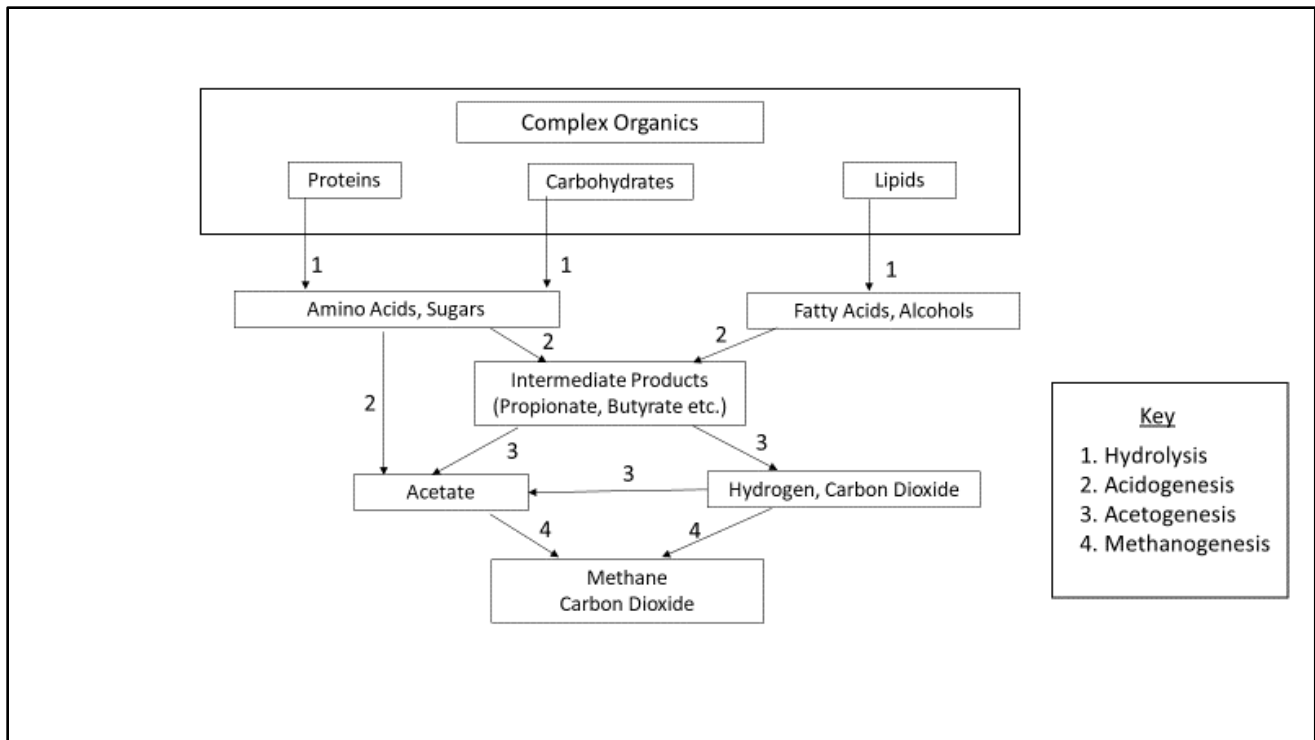 Complex Organics
Proteins
Carbohydrates
Lipids
1
1
1
Amino Acids, Sugars
Fatty Acids, Alcohols
2
2
Intermediate Products
(Propionate, Butyrate etc.)
2
3
3
Acetate
3
Hydrogen, Carbon Dioxide
4
4
Methane
Carbon Dioxide
Key
1. Hydrolysis
2. Acidogenesis
3. Acetogenesis
4. Methanogenesis